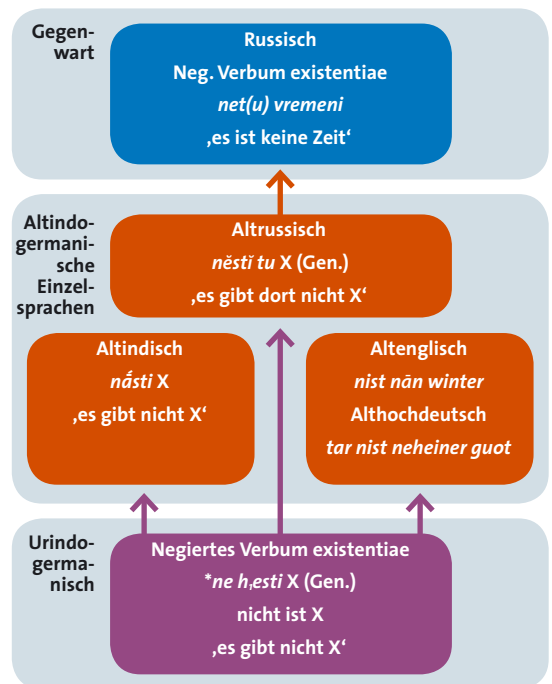 Gegen-
wart
Russisch
Neg. Verbum existentiae
net(u) vremeni
‚es ist keine Zeit‘
Altindo-
germani-
sche
Einzel-
sprachen
Altrussisch
něstĭ tu X (Gen.)
‚es gibt dort nicht X‘
Altindisch
nā́sti X
‚es gibt nicht X‘
Altenglisch
nist nān winter
Althochdeutsch
tar nist neheiner guot
Urindo-
germa-
nisch
Negiertes Verbum existentiae
*ne h₁esti X (Gen.)
nicht ist X
‚es gibt nicht X‘